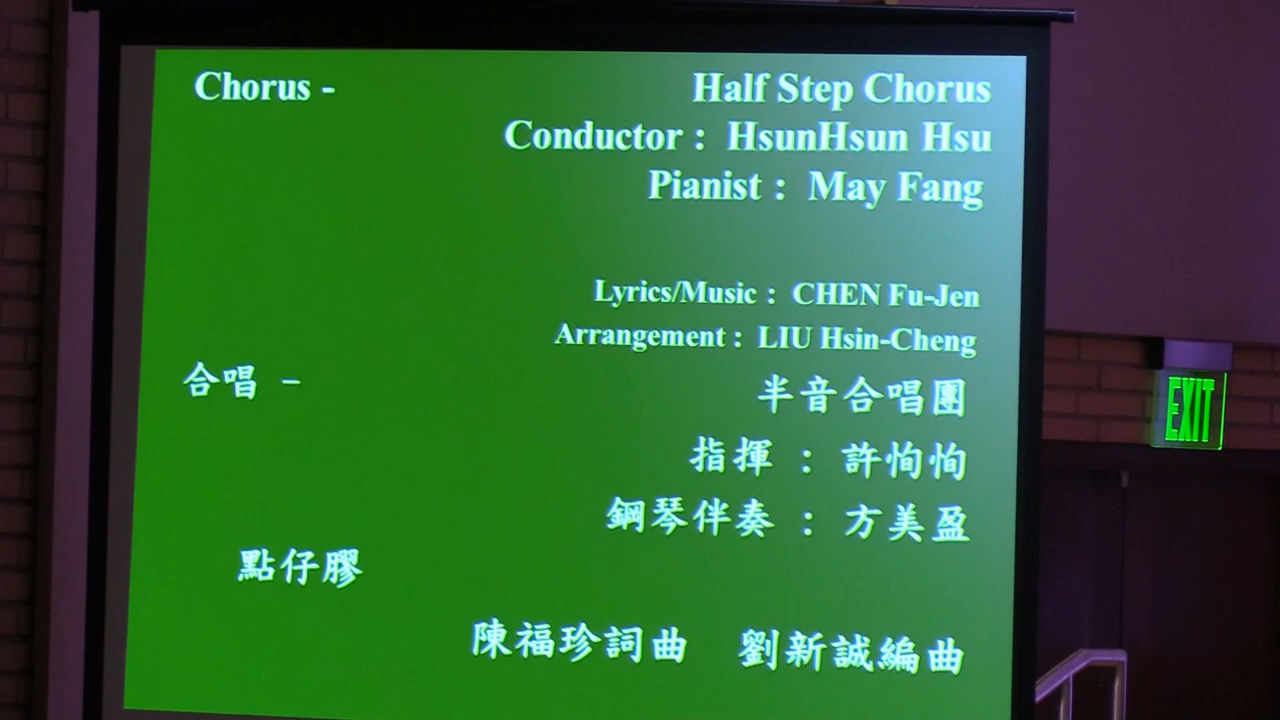 Chorus - Half Step Chorus
Conductor : HsunHsun Hsu
Pianist : May Fang
Lyrics/Music : CHEN Fu-Jen
Arrangement : LIU Hsin-Cheng
合唱 - 半音合唱團
指揮 : 許恂恂
鋼琴伴奏 : 方美盈
點仔膠
陳福珍詞曲 劉新誠編曲
EXIT